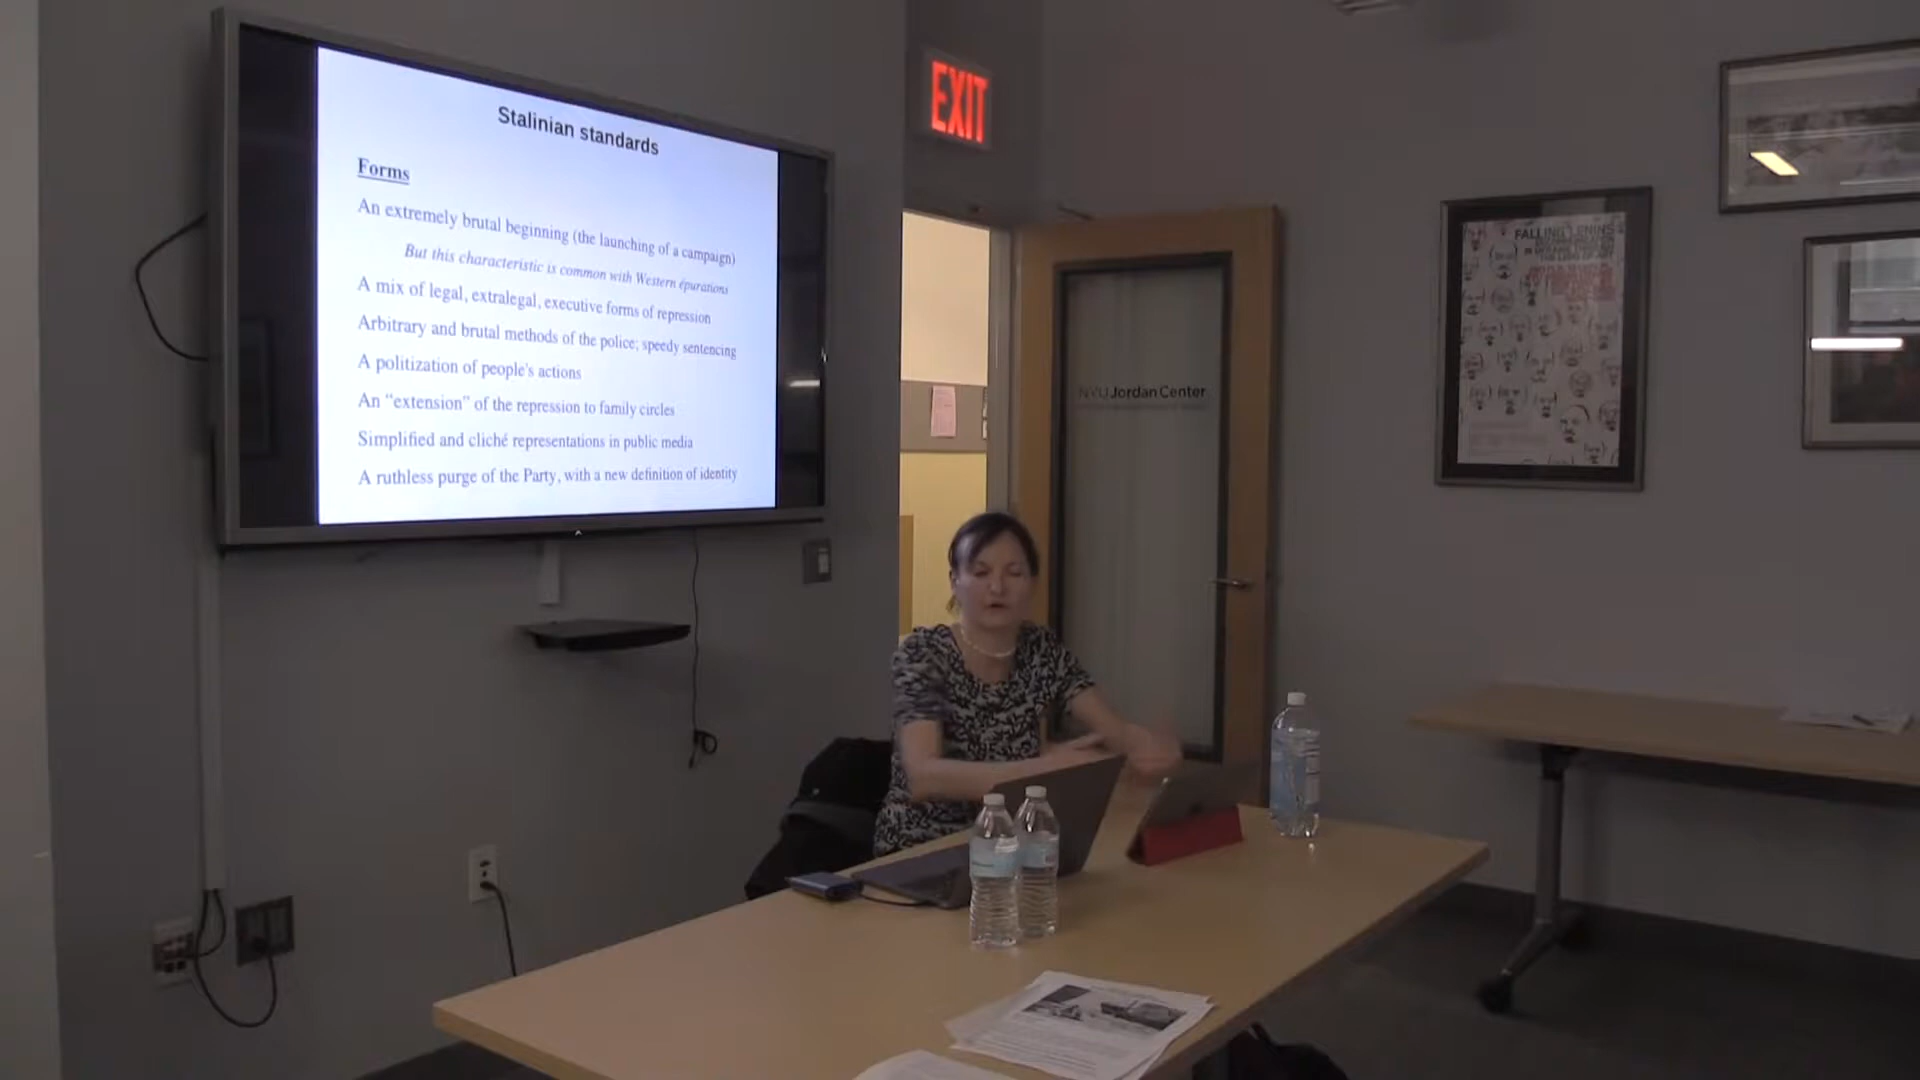 Stalinian standards
Forms
An extremely brutal beginning (the launching of a campaign)
But this characteristic is common with Western épurations
A mix of legal, extralegal, executive forms of repression
Arbitrary and brutal methods of the police; speedy sentencing
A politization of people's actions
An “extension” of the repression to family circles
Simplified and cliché representations in public media
A ruthless purge of the Party, with a new definition of identity
EXIT
NYU Jordan Center
FALLING LENINS